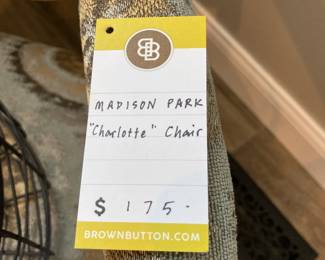 BB
MADISON PARK
"Charlotte" Chair
$ 175-
BROWNBUTTON.COM